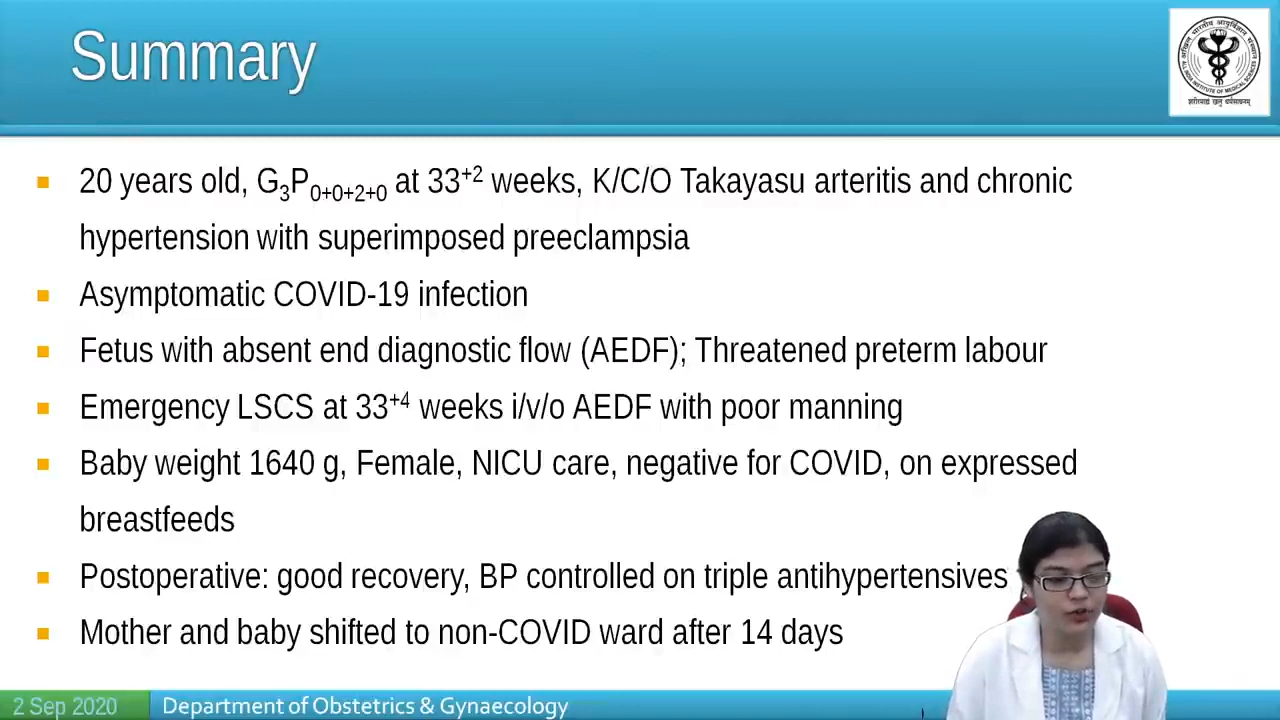 Summary
20 years old, G3P0+0+2+0 at 33+2 weeks, K/C/O Takayasu arteritis and chronic
hypertension with superimposed preeclampsia
Asymptomatic COVID-19 infection
Fetus with absent end diagnostic flow (AEDF); Threatened preterm labour
Emergency LSCS at 33+4 weeks i/v/o AEDF with poor manning
Baby weight 1640 g, Female, NICU care, negative for COVID, on expressed
breastfeeds
Postoperative: good recovery, BP controlled on triple antihypertensives
Mother and baby shifted to non-COVID ward after 14 days
2 Sep 2020 Department of Obstetrics & Gynaecology